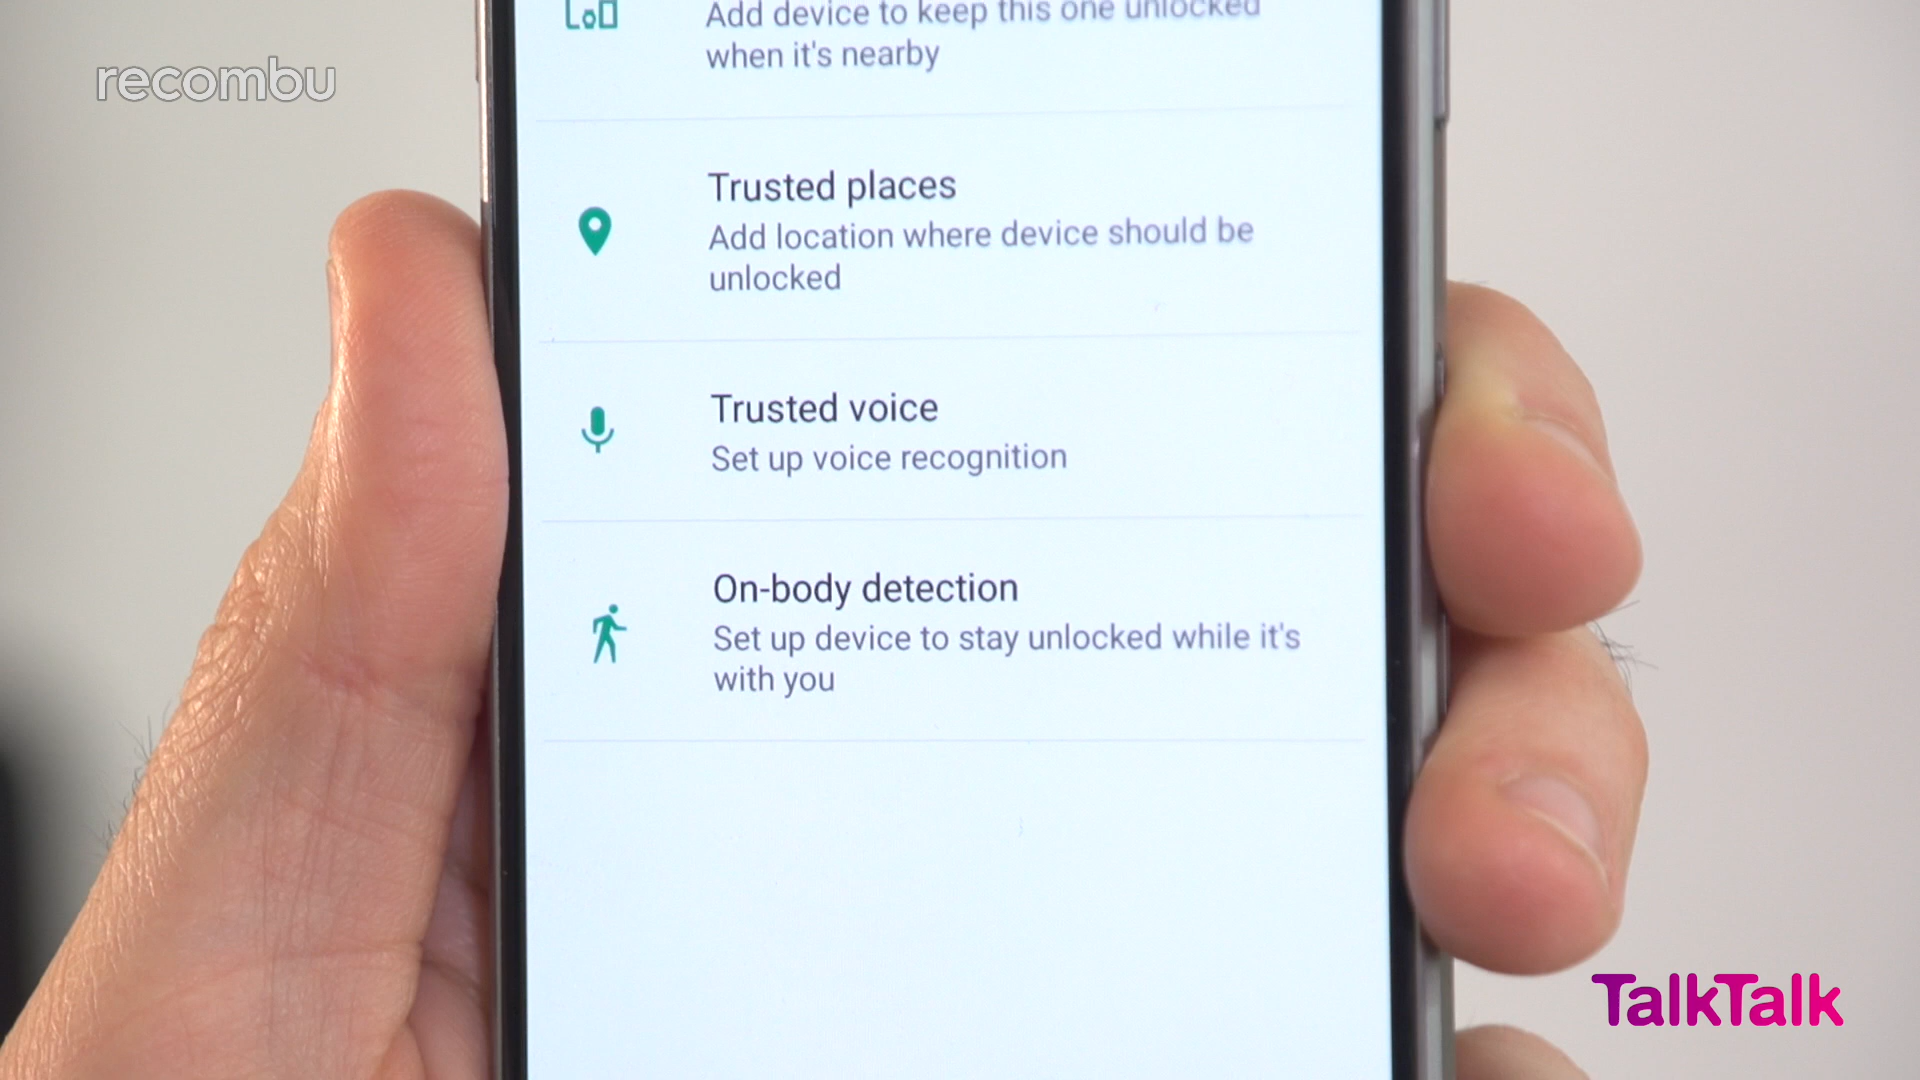 Add device to keep this one unlocked
when it's nearby
recombu
Trusted places
Add location where device should be
unlocked
Trusted voice
Set up voice recognition
On-body detection
Set up device to stay unlocked while it's
with you
TalkTalk